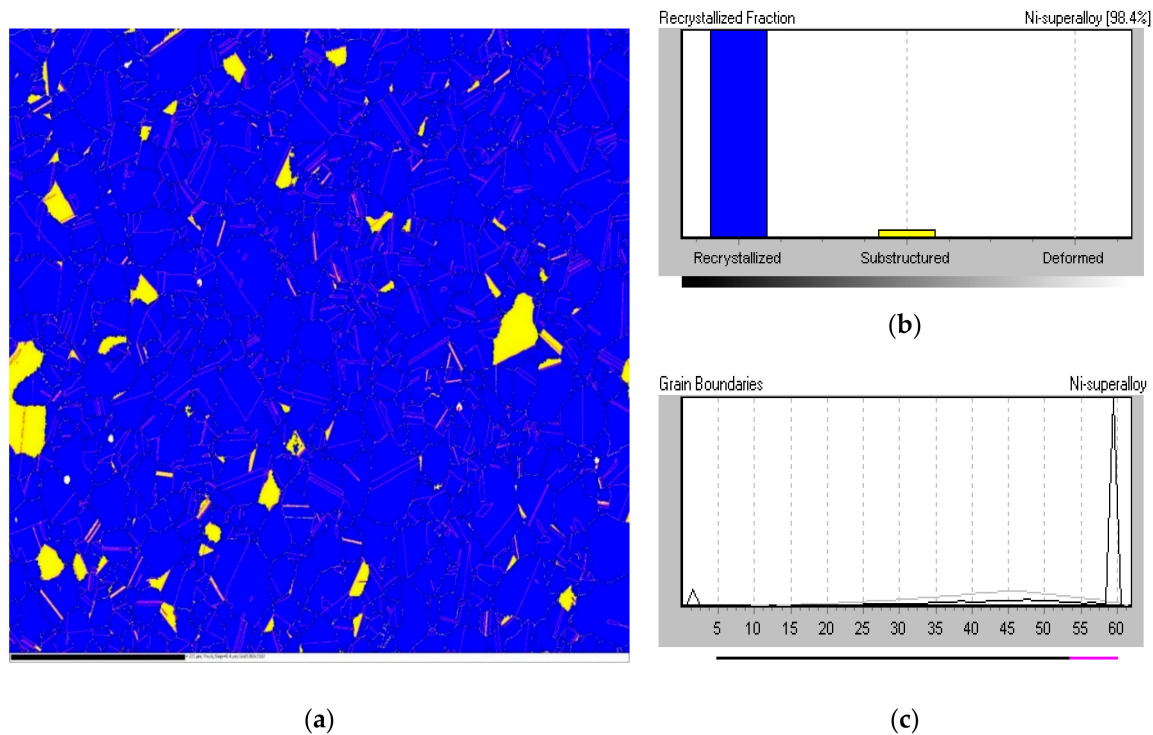 Recrystallized Fraction Ni-superalloy [98.4%]
Recrystallized Substructured Deformed
(b)
Grain Boundaries Ni-superalloy
5 10 15 20 25 30 35 40 45 50 55 60
(a)
(c)